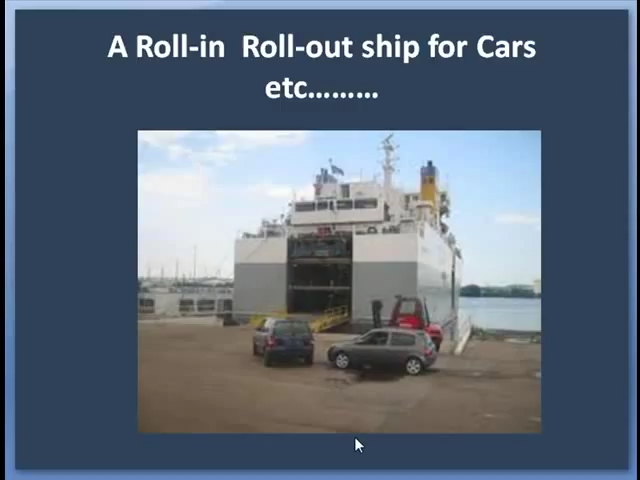 A Roll-in Roll-out ship for Cars
etc.........